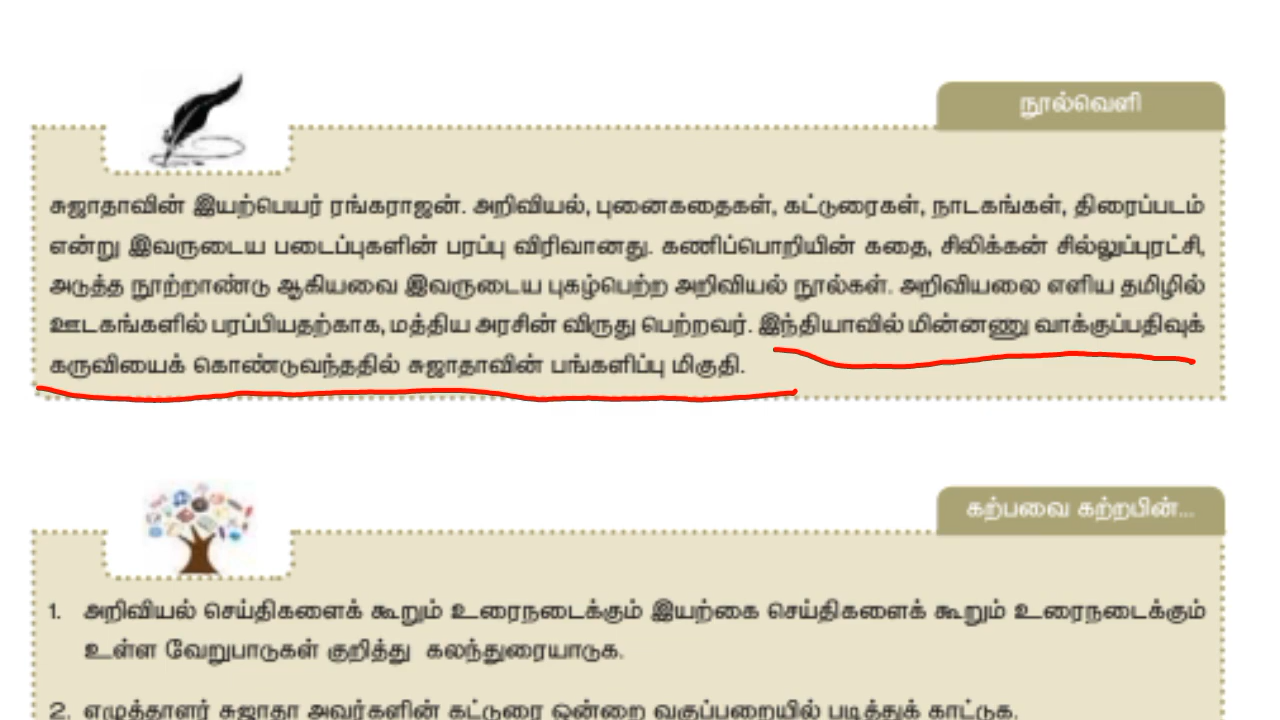 நூல்வெளி
சுஜாதாவின் இயற்பெயர் ரங்கராஜன். அறிவியல், புனைகதைகள், கட்டுரைகள், நாடகங்கள், திரைப்படம்
என்று இவருடைய படைப்புகளின் பரப்பு விரிவானது. கணிப்பொறியின் கதை, சிலிக்கன் சில்லுப்புரட்சி,
அடுத்த நூற்றாண்டு ஆகியவை இவருடைய புகழ்பெற்ற அறிவியல் நூல்கள். அறிவியலை எளிய தமிழில்
ஊடகங்களில் பரப்பியதற்காக, மத்திய அரசின் விருது பெற்றவர். இந்தியாவில் மின்னணு வாக்குப்பதிவுக்
கருவியைக் கொண்டுவந்ததில் சுஜாதாவின் பங்களிப்பு மிகுதி.
கற்பவை கற்றபின்...
1. அறிவியல் செய்திகளைக் கூறும் உரைநடைக்கும் இயற்கை செய்திகளைக் கூறும் உரைநடைக்கும்
உள்ள வேறுபாடுகள் குறித்து கலந்துரையாடுக.
2. எழுத்தாளர் சுஜாதா அவர்களின் கட்டுரை ஒன்றை வகுப்பறையில் படித்துக் காட்டுக.